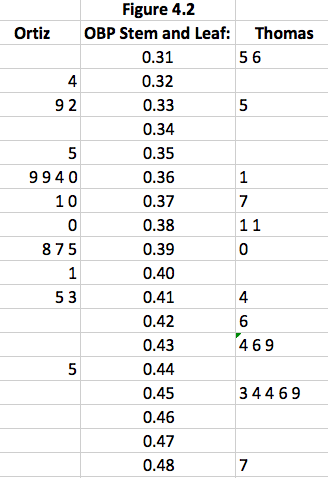 Figure 4.2
Ortiz OBP Stem and Leaf: Thomas
0.31 5 6
4 0.32
9 2 0.33 5
0.34
5 0.35
9 9 4 0 0.36 1
1 0 0.37 7
0 0.38 1 1
8 7 5 0.39 0
1 0.40
5 3 0.41 4
0.42 6
0.43 4 6 9
5 0.44
0.45 3 4 4 6 9
0.46
0.47
0.48 7